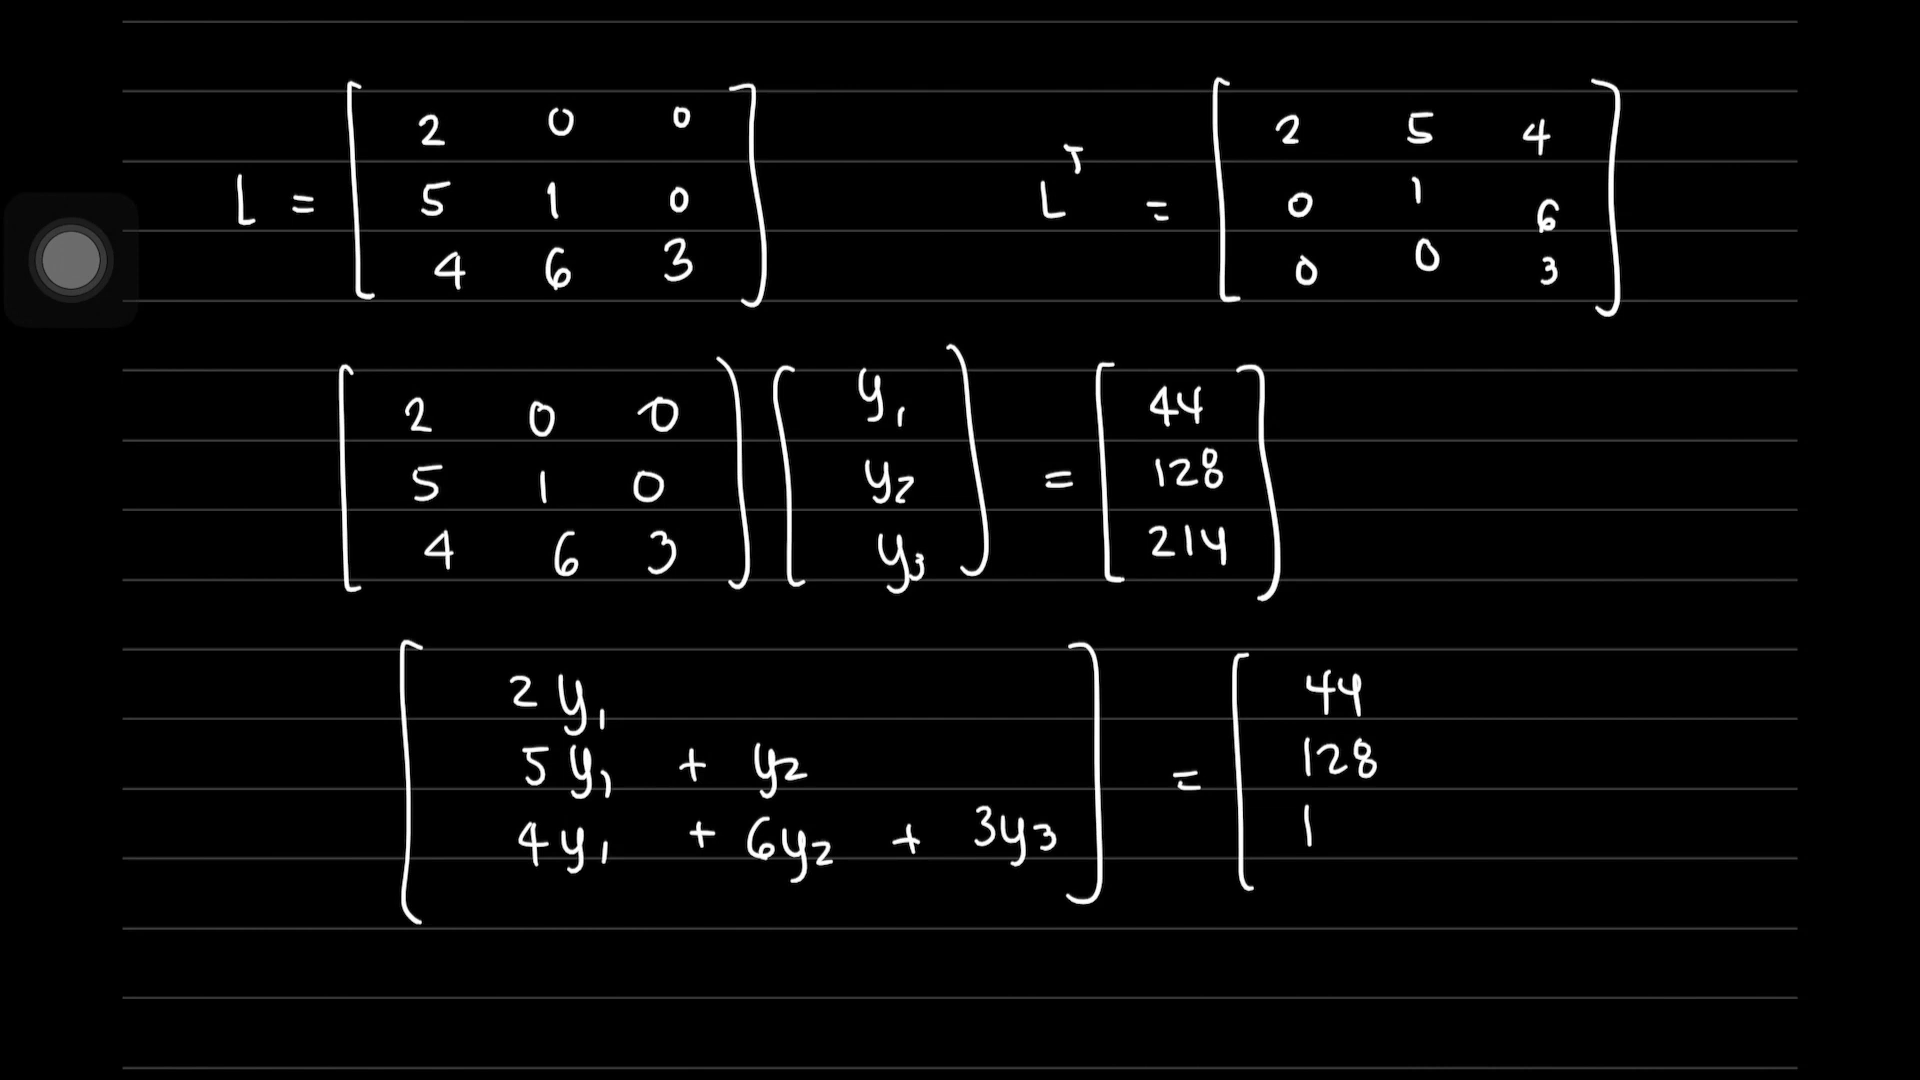 L = [ 2 0 0 L^T = [ 2 5 4
5 1 0 0 1 6
4 6 3 ] 0 0 3 ]
[ 2 0 0 [ y₁ = [ 44
5 1 0 y₂ 128
4 6 3 ] y₃ ] 214 ]
[ 2y₁ = [ 44
5y₁ + y₂ 128
4y₁ + 6y₂ + 3y₃ ] 1